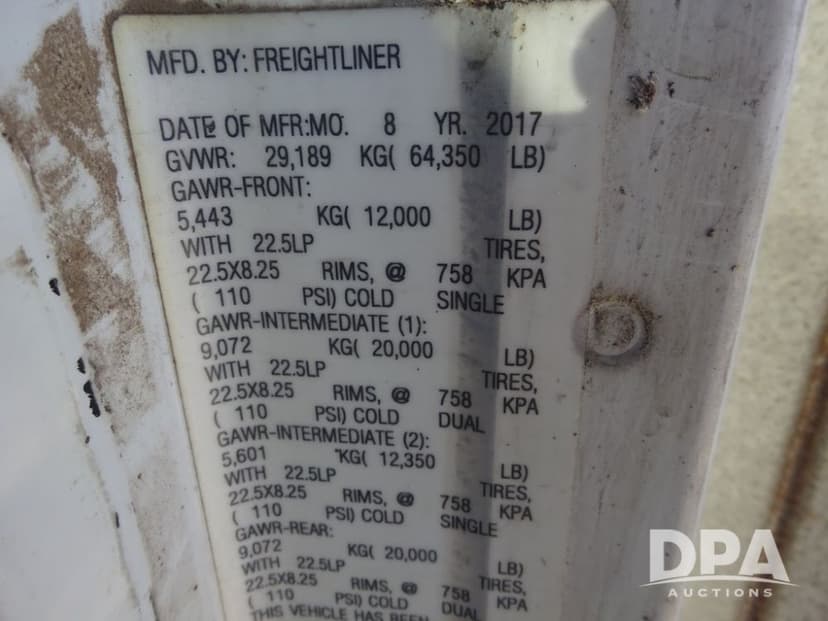 MFD. BY: FREIGHTLINER
DATE OF MFR:MO. 8 YR. 2017
GVWR: 29,189 KG( 64,350 LB)
GAWR-FRONT:
5,443 KG( 12,000 LB)
WITH 22.5LP TIRES,
22.5X8.25 RIMS, @ 758 KPA
( 110 PSI) COLD SINGLE
GAWR-INTERMEDIATE (1):
9,072 KG( 20,000 LB)
WITH 22.5LP TIRES,
22.5X8.25 RIMS, @ 758 KPA
( 110 PSI) COLD DUAL
GAWR-INTERMEDIATE (2):
5,601 KG( 12,350 LB)
WITH 22.5LP TIRES,
22.5X8.25 RIMS, @ 758 KPA
( 110 PSI) COLD SINGLE
GAWR-REAR:
9,072 KG( 20,000 LB)
WITH 22.5LP TIRES,
22.5X8.25 RIMS, @ 758 KPA
( 110 PSI) COLD DUAL
THIS VEHICLE HAS BEEN
DPA
AUCTIONS